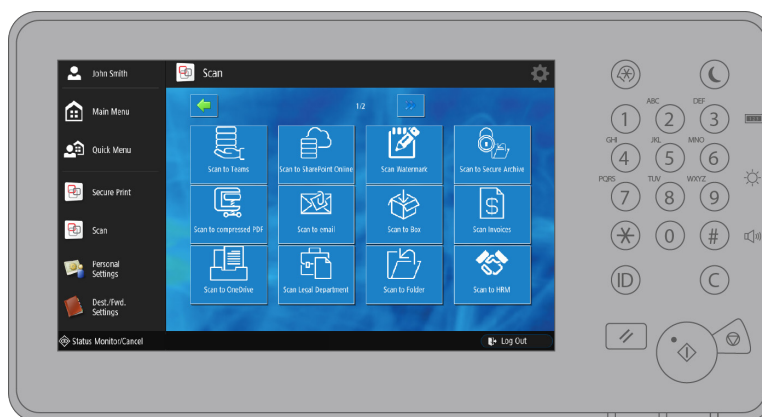 John Smith
Scan
Main Menu
1/2
Quick Menu
Scan to Teams
Scan to SharePoint Online
Scan Watermark
Scan to Secure Archive
Secure Print
Scan
Scan to compressed PDF
Scan to email
Scan to Box
Scan Invoices
Personal
Settings
Scan to OneDrive
Scan Legal Department
Scan to Folder
Scan to HRM
Dest./Fwd.
Settings
Status Monitor/Cancel
Log Out
ABC DEF
1 2 3
GHI JKL MNO
4 5 6
PQRS TUV WXYZ
7 8 9
0 #
ID C